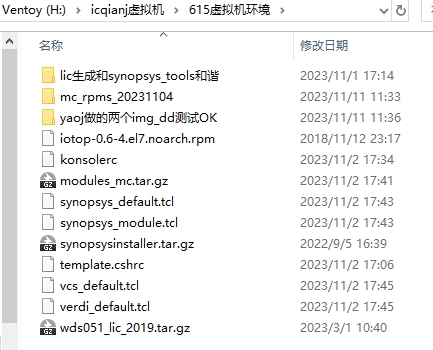 Ventoy (H:) > icqianj虚拟机 > 615虚拟机环境 >
名称 修改日期
lic生成和synopsys_tools和谐 2023/11/1 17:14
mc_rpms_20231104 2023/11/11 11:33
yaoj做的两个img_dd测试OK 2023/11/11 11:36
iotop-0.6-4.el7.noarch.rpm 2018/11/12 23:17
konsolerc 2023/11/2 17:34
modules_mc.tar.gz 2023/11/2 17:41
synopsys_default.tcl 2023/11/2 17:43
synopsys_module.tcl 2023/11/2 17:43
synopsysinstaller.tar.gz 2022/9/5 16:39
template.cshrc 2023/11/2 17:06
vcs_default.tcl 2023/11/2 17:45
verdi_default.tcl 2023/11/2 17:45
wds051_lic_2019.tar.gz 2023/3/1 10:40